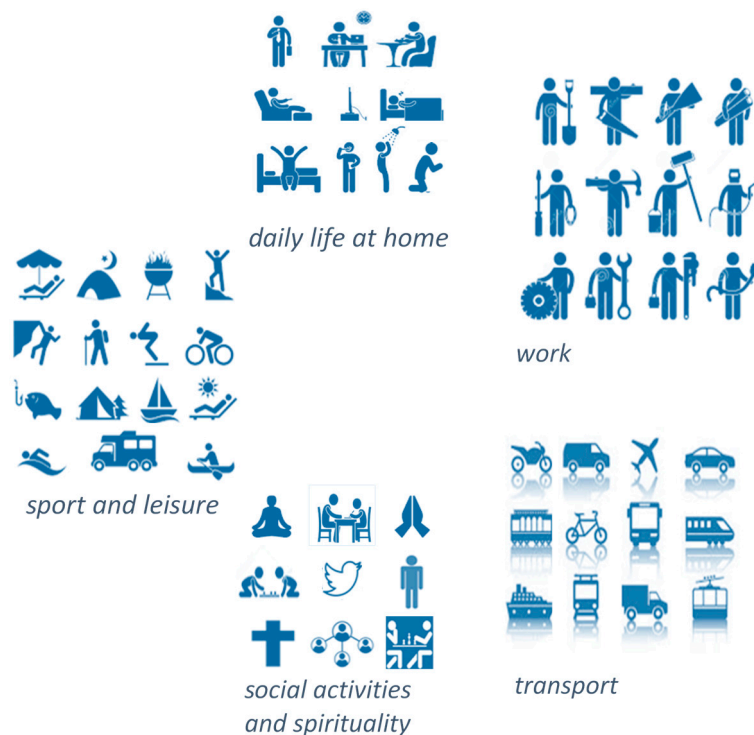 daily life at home
work
sport and leisure
social activities
and spirituality
transport